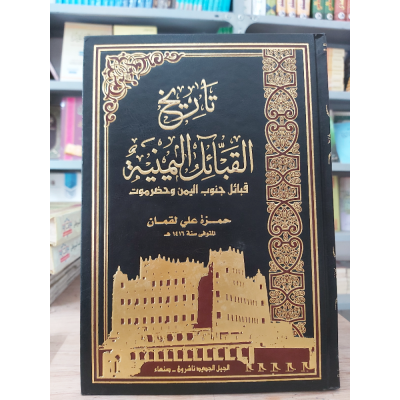 تاريخ
القبائل اليمنية
قبائل جنوب اليمن وحضرموت
حمزة علي لقمان
المتوفى سنة ١٤١٦ هـ
الجيل الجديد ناشرون - صنعاء